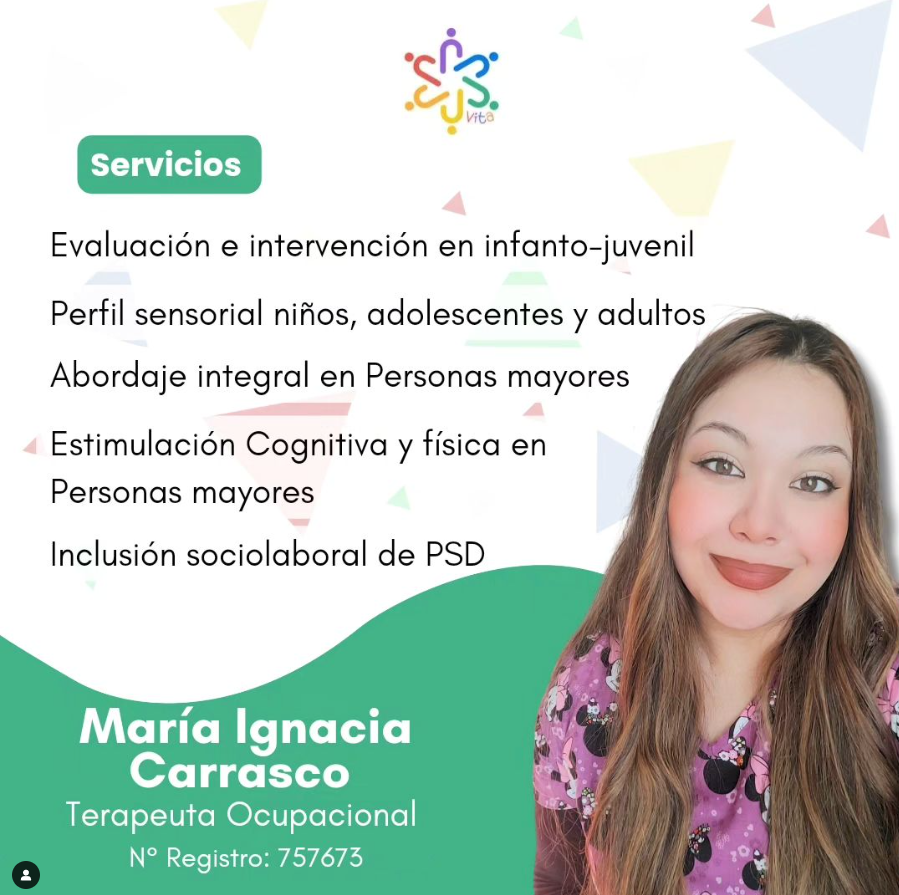 Vita
Servicios
Evaluación e intervención en infanto-juvenil
Perfil sensorial niños, adolescentes y adultos
Abordaje integral en Personas mayores
Estimulación Cognitiva y física en
Personas mayores
Inclusión sociolaboral de PSD
María Ignacia
Carrasco
Terapeuta Ocupacional
N° Registro: 757673